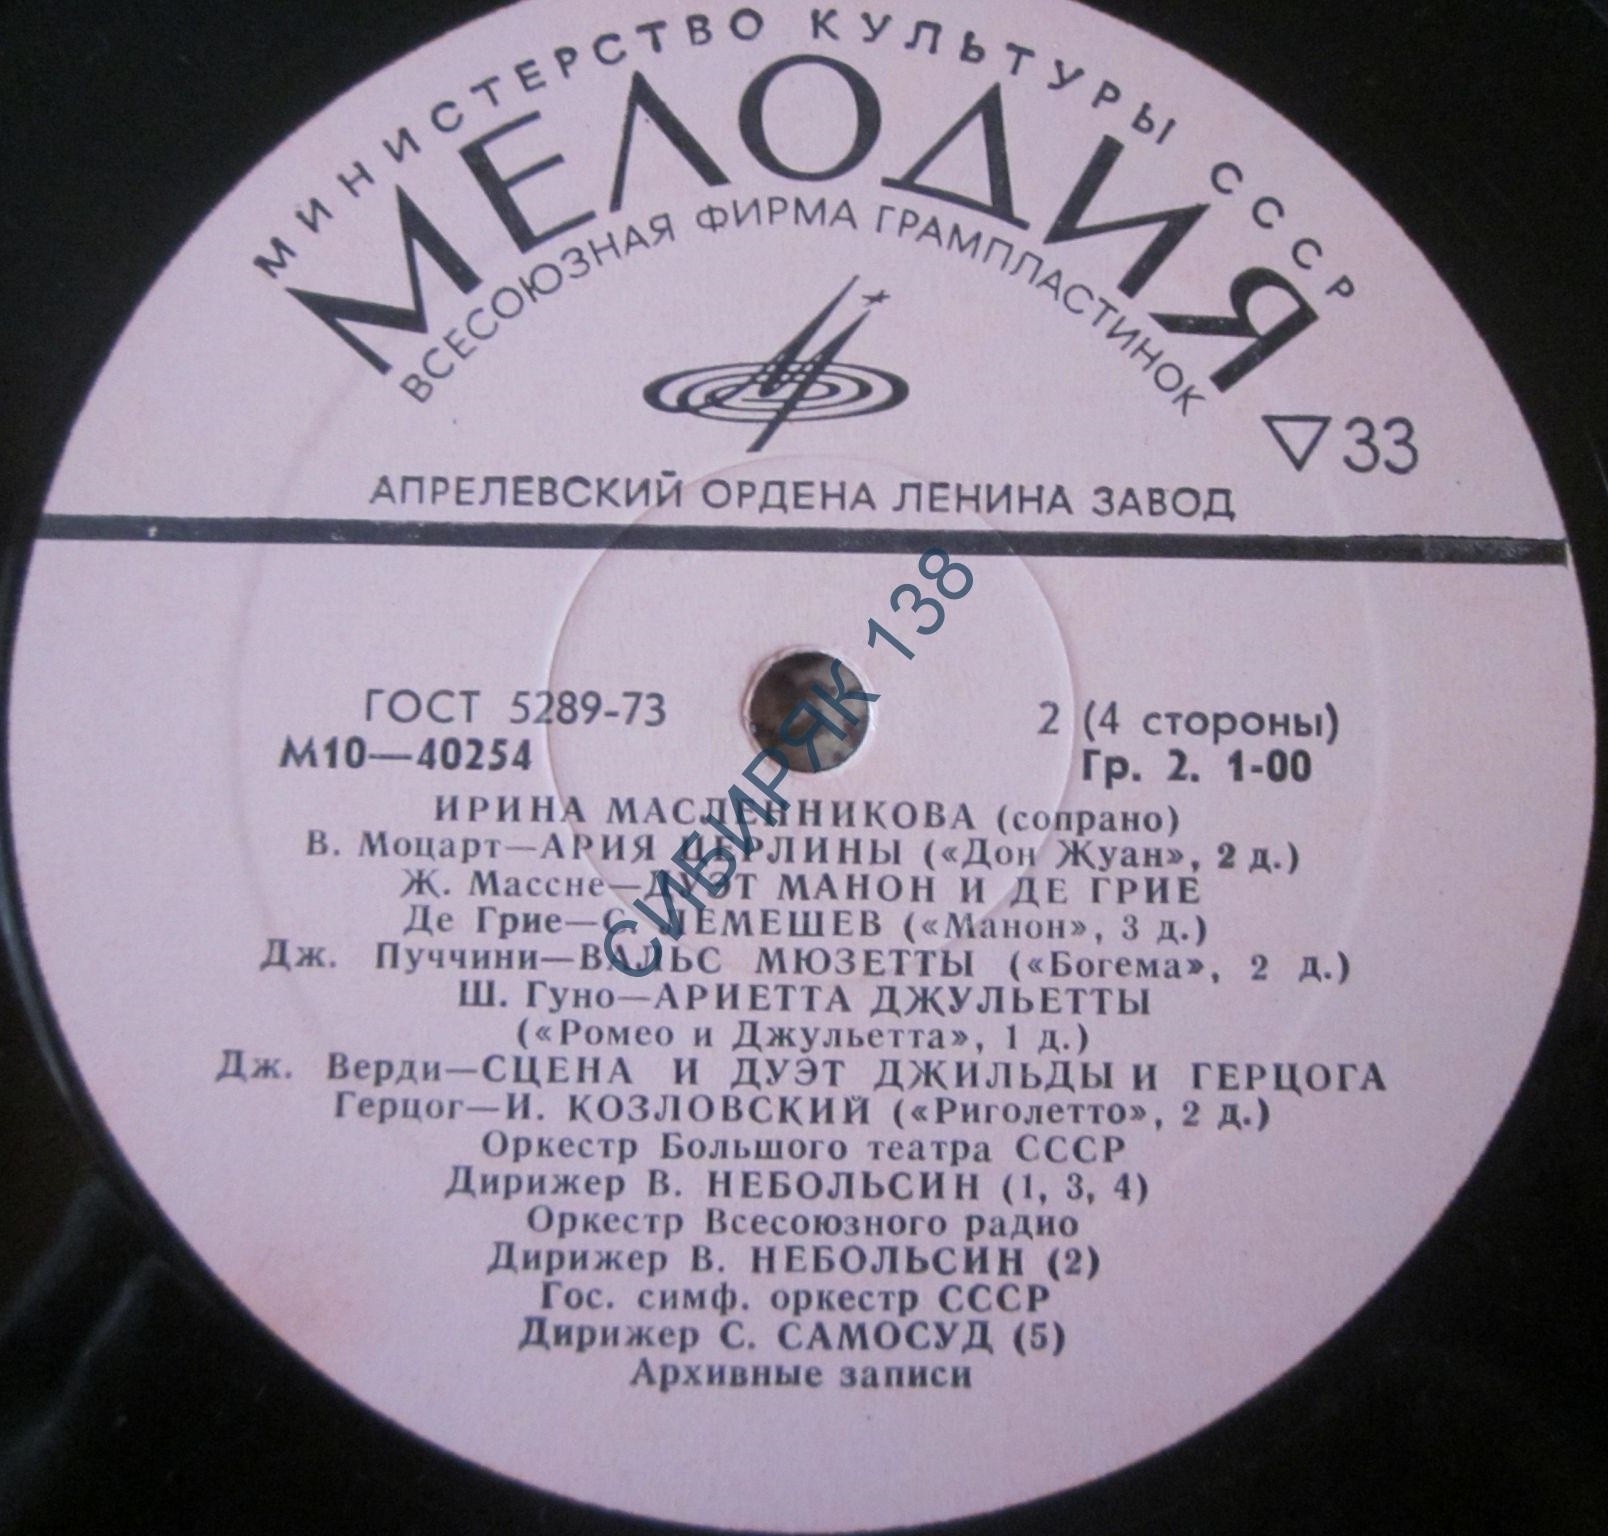 МИНИСТЕРСТВО КУЛЬТУРЫ СССР
МЕЛОДИЯ
ВСЕСОЮЗНАЯ ФИРМА ГРАМПЛАСТИНОК
33
АПРЕЛЕВСКИЙ ОРДЕНА ЛЕНИНА ЗАВОД
ГОСТ 5289-73
2 (4 стороны)
М10—40254
Гр. 2. 1-00
ИРИНА МАСЛЕННИКОВА (сопрано)
В. Моцарт—АРИЯ ЦЕРЛИНЫ («Дон Жуан», 2 д.)
Ж. Массне—ДУЭТ МАНОН И ДЕ ГРИЕ
Де Грие—С. ЛЕМЕШЕВ («Манон», 3 д.)
Дж. Пуччини—ВАЛЬС МЮЗЕТТЫ («Богема», 2 д.)
Ш. Гуно—АРИЕТТА ДЖУЛЬЕТТЫ
(«Ромео и Джульетта», 1 д.)
Дж. Верди—СЦЕНА И ДУЭТ ДЖИЛЬДЫ И ГЕРЦОГА
Герцог—И. КОЗЛОВСКИЙ («Риголетто», 2 д.)
Оркестр Большого театра СССР
Дирижер В. НЕБОЛЬСИН (1, 3, 4)
Оркестр Всесоюзного радио
Дирижер В. НЕБОЛЬСИН (2)
Гос. симф. оркестр СССР
Дирижер С. САМОСУД (5)
Архивные записи
СИБИРЯК 138